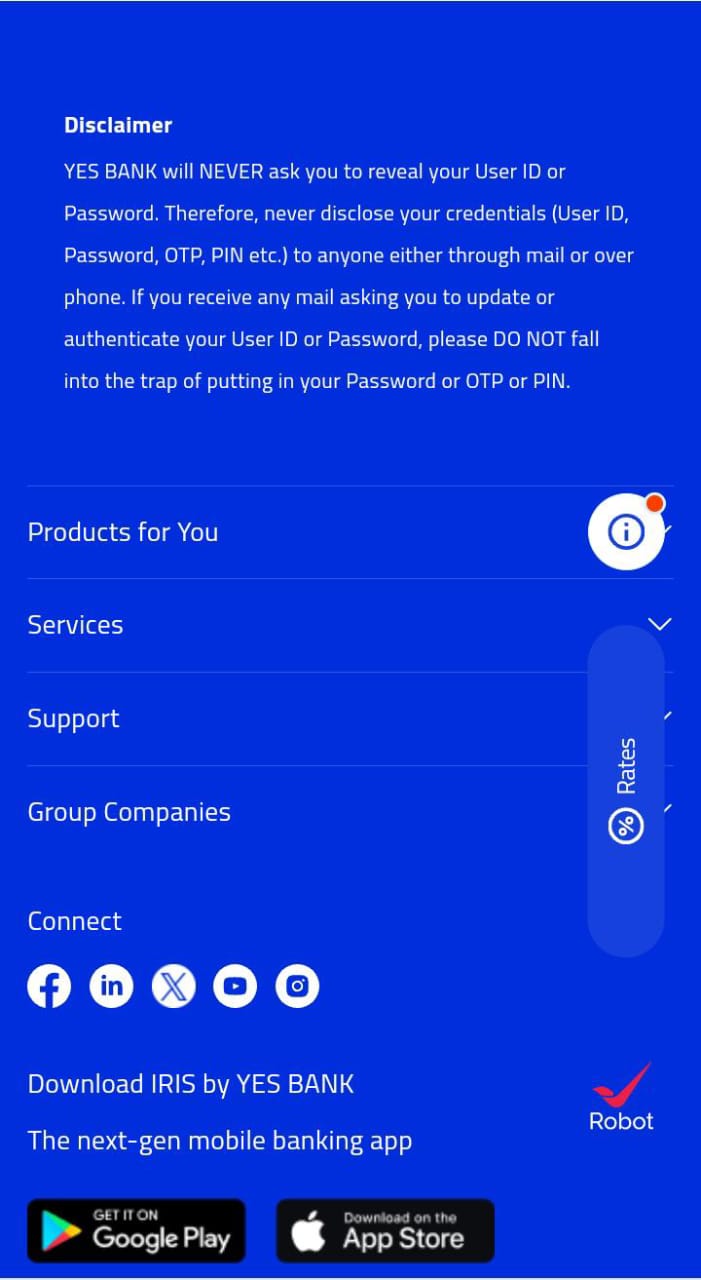 Disclaimer
YES BANK will NEVER ask you to reveal your User ID or
Password. Therefore, never disclose your credentials (User ID,
Password, OTP, PIN etc.) to anyone either through mail or over
phone. If you receive any mail asking you to update or
authenticate your User ID or Password, please DO NOT fall
into the trap of putting in your Password or OTP or PIN.
Products for You
Services
Support
Rates
Group Companies
Connect
Download IRIS by YES BANK
Robot
The next-gen mobile banking app
GET IT ON
Google Play
Download on the
App Store